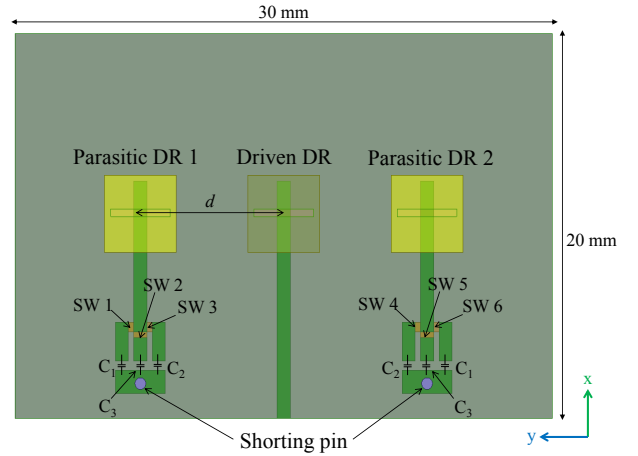 30 mm
Parasitic DR 1 Driven DR Parasitic DR 2
d
20 mm
SW 2 SW 5
SW 1 SW 3 SW 4 SW 6
C₁ C₂ C₂ C₁
C₃ C₃
x
Shorting pin
y